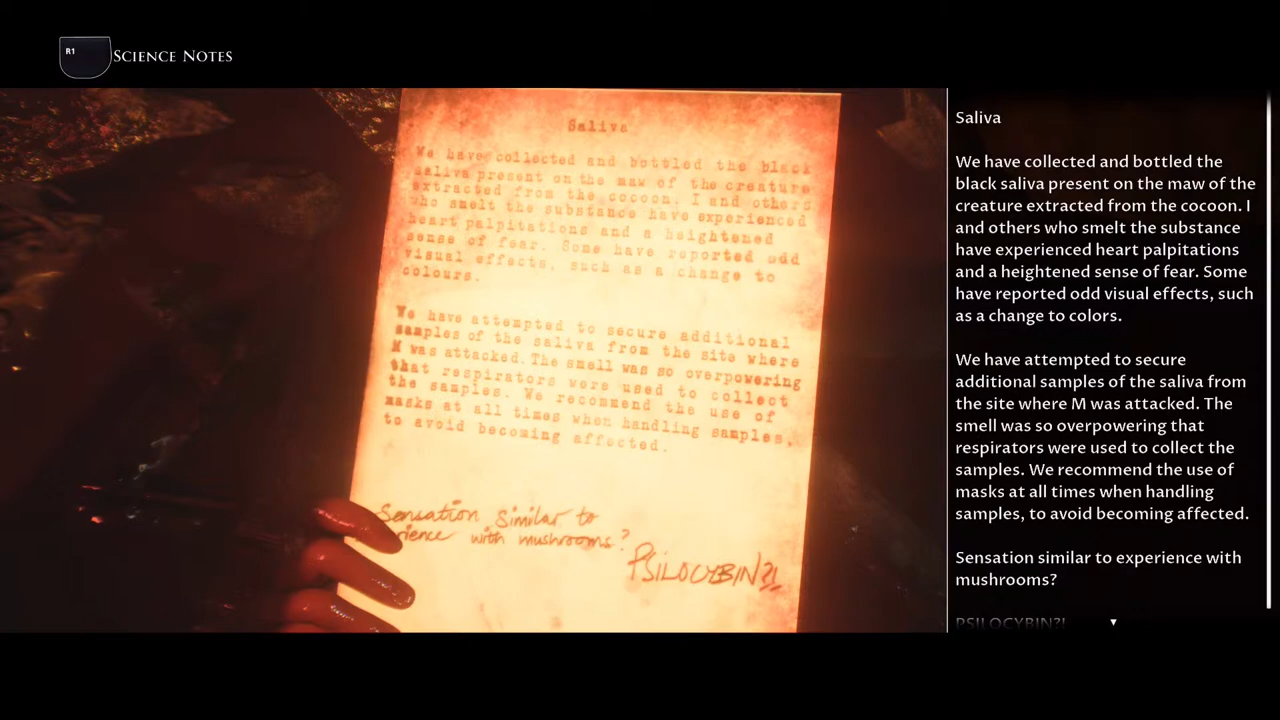 R1
SCIENCE NOTES
Saliva
We have collected and bottled the black
saliva present on the maw of the creature
extracted from the cocoon. I and others
who smelt the substance have experienced
heart palpitations and a heightened
sense of fear. Some have reported odd
visual effects, such as a change to
colours.
We have attempted to secure additional
samples of the saliva from the site where
M was attacked. The smell was so overpowering
that respirators were used to collect
the samples. We recommend the use of
masks at all times when handling samples,
to avoid becoming affected.
Sensation similar to
rience with mushrooms?
PSILOCYBIN?!
Saliva
We have collected and bottled the
black saliva present on the maw of the
creature extracted from the cocoon. I
and others who smelt the substance
have experienced heart palpitations
and a heightened sense of fear. Some
have reported odd visual effects, such
as a change to colors.
We have attempted to secure
additional samples of the saliva from
the site where M was attacked. The
smell was so overpowering that
respirators were used to collect the
samples. We recommend the use of
masks at all times when handling
samples, to avoid becoming affected.
Sensation similar to experience with
mushrooms?
PSILOCYBIN?!